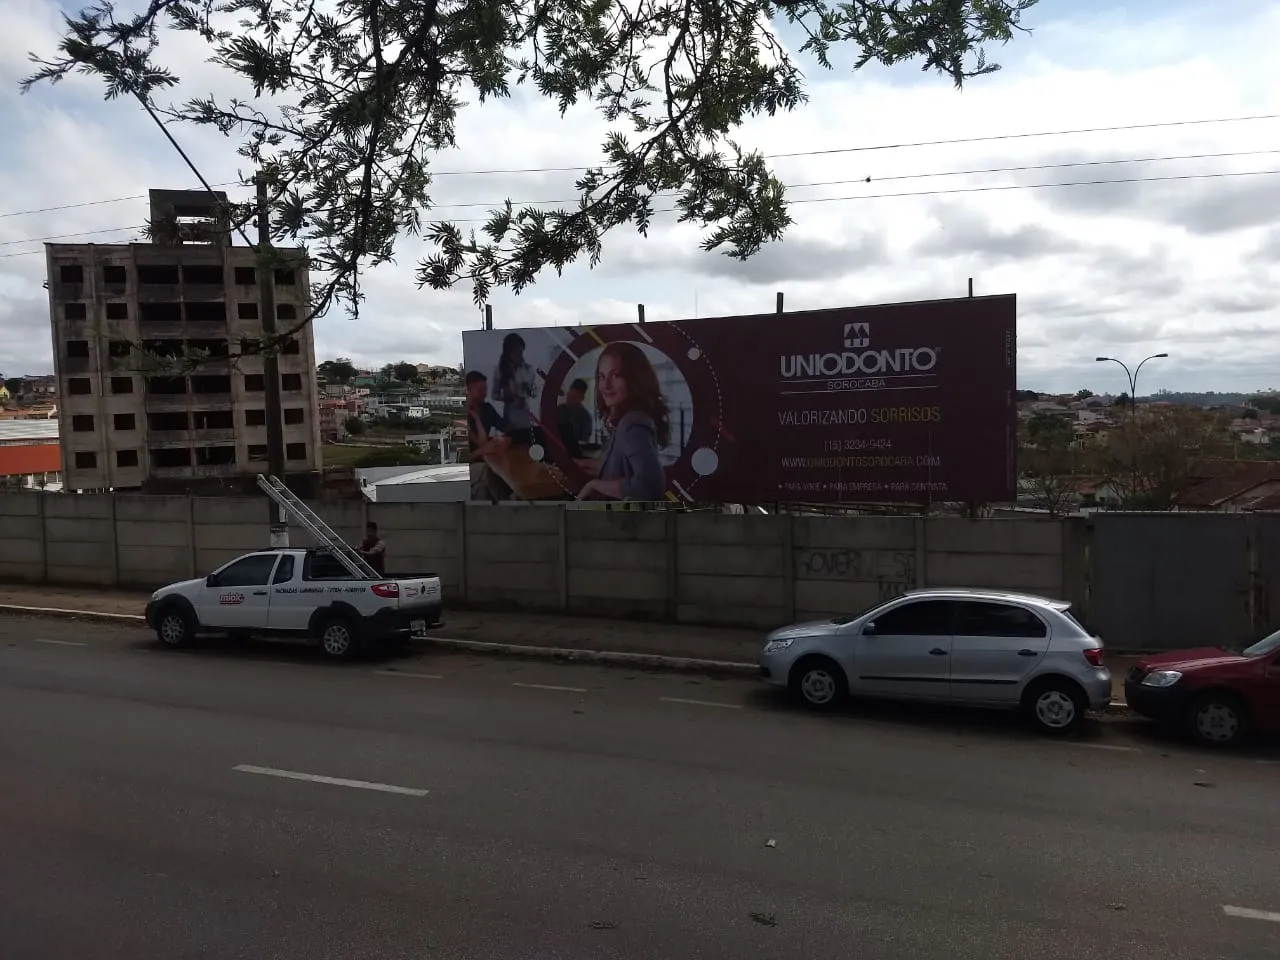 UNIODONTO
SOROCABA
VALORIZANDO SORRISOS
(15) 3234-9424
WWW.UNIODONTOSOROCABA.COM
• PARA VOCÊ • PARA EMPRESA • PARA DENTISTA